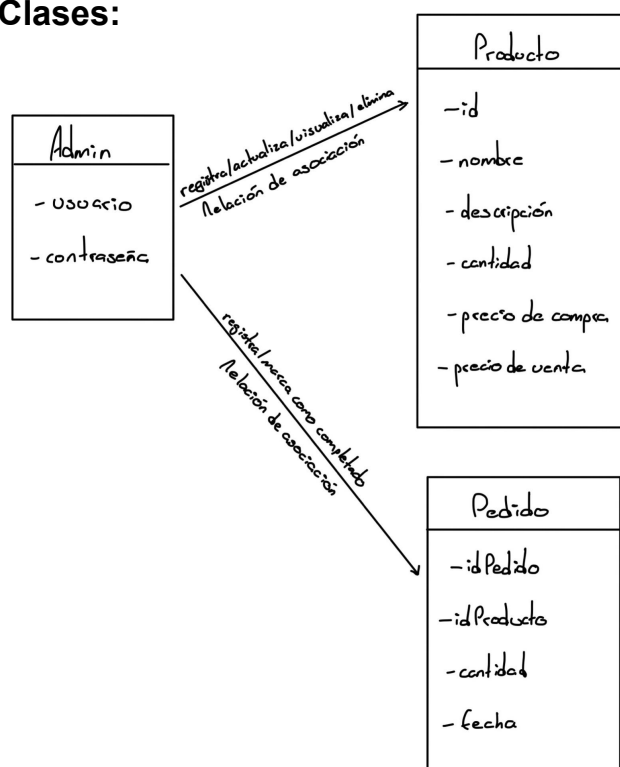 Clases:
Admin
- usuario
- contraseña
registra/actualiza/visualiza/elimina
Relación de asociación
Producto
- id
- nombre
- descripción
- cantidad
- precio de compra
- precio de venta
registra/marca como completado
Relación de asociación
Pedido
- idPedido
- idProducto
- cantidad
- fecha